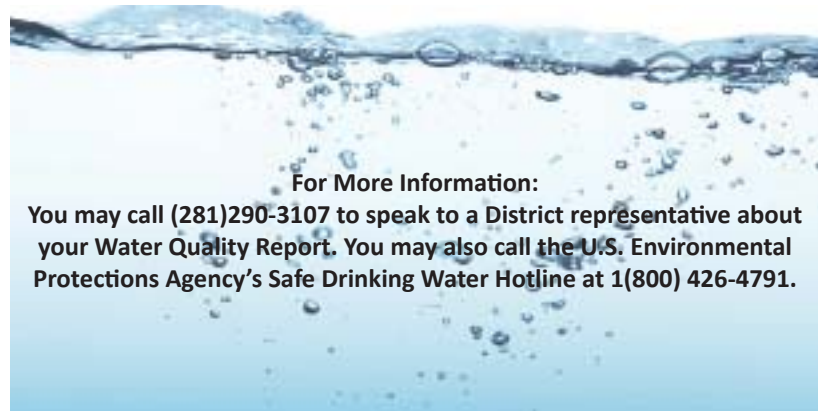 For More Information:
You may call (281)290-3107 to speak to a District representative about
your Water Quality Report. You may also call the U.S. Environmental
Protections Agency’s Safe Drinking Water Hotline at 1(800) 426-4791.